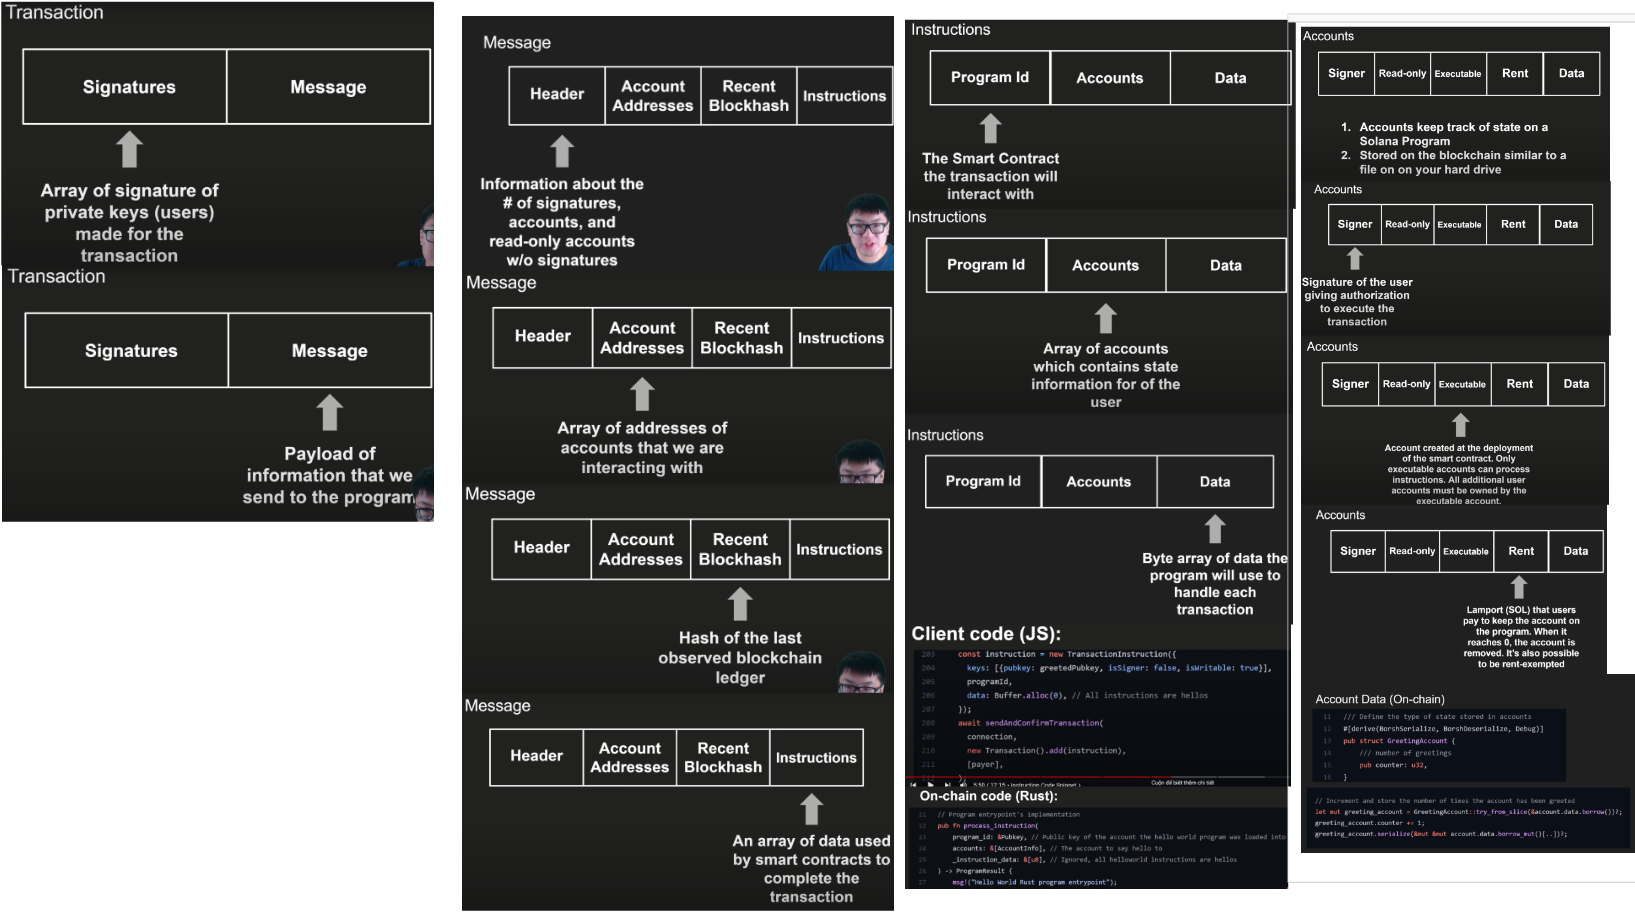 Transaction
Signatures
Message
Array of signature of
private keys (users)
made for the
transaction
Transaction
Signatures
Message
Payload of
information that we
send to the program
Message
Header
Account
Addresses
Recent
Blockhash
Instructions
Information about the
# of signatures,
accounts, and
read-only accounts
w/o signatures
Message
Header
Account
Addresses
Recent
Blockhash
Instructions
Array of addresses of
accounts that we are
interacting with
Message
Header
Account
Addresses
Recent
Blockhash
Instructions
Hash of the last
observed blockchain
ledger
Message
Header
Account
Addresses
Recent
Blockhash
Instructions
An array of data used
by smart contracts to
complete the
transaction
Instructions
Program Id
Accounts
Data
The Smart Contract
the transaction will
interact with
Instructions
Program Id
Accounts
Data
Array of accounts
which contains state
information for of the
user
Instructions
Program Id
Accounts
Data
Byte array of data the
program will use to
handle each
transaction
Client code (JS):
203 const instruction = new TransactionInstruction({
204 keys: [{pubkey: greetedPubkey, isSigner: false, isWritable: true}],
205 programId,
206 data: Buffer.alloc(0), // All instructions are hellos
207 });
208 await sendAndConfirmTransaction(
209 connection,
210 new Transaction().add(instruction),
211 [payer],
5:50 / 12:15 • Instruction Code Snippet >
Cuộn để biết thêm chi tiết
On-chain code (Rust):
21 // Program entrypoint's implementation
22 pub fn process_instruction(
23 program_id: &Pubkey, // Public key of the account the hello world program was loaded into
24 accounts: &[AccountInfo], // The account to say hello to
25 _instruction_data: &[u8], // Ignored, all helloworld instructions are hellos
26 ) -> ProgramResult {
27 msg!("Hello World Rust program entrypoint");
Accounts
Signer
Read-only
Executable
Rent
Data
1. Accounts keep track of state on a
Solana Program
2. Stored on the blockchain similar to a
file on on your hard drive
Accounts
Signer
Read-only
Executable
Rent
Data
Signature of the user
giving authorization
to execute the
transaction
Accounts
Signer
Read-only
Executable
Rent
Data
Account created at the deployment
of the smart contract. Only
executable accounts can process
instructions. All additional user
accounts must be owned by the
executable account.
Accounts
Signer
Read-only
Executable
Rent
Data
Lamport (SOL) that users
pay to keep the account on
the program. When it
reaches 0, the account is
removed. It's also possible
to be rent-exempted
Account Data (On-chain)
11 /// Define the type of state stored in accounts
12 #[derive(BorshSerialize, BorshDeserialize, Debug)]
13 pub struct GreetingAccount {
14 /// number of greetings
15 pub counter: u32,
16 }
// Increment and store the number of times the account has been greeted
let mut greeting_account = GreetingAccount::try_from_slice(&account.data.borrow())?;
greeting_account.counter += 1;
greeting_account.serialize(&mut &mut account.data.borrow_mut()[..])?;